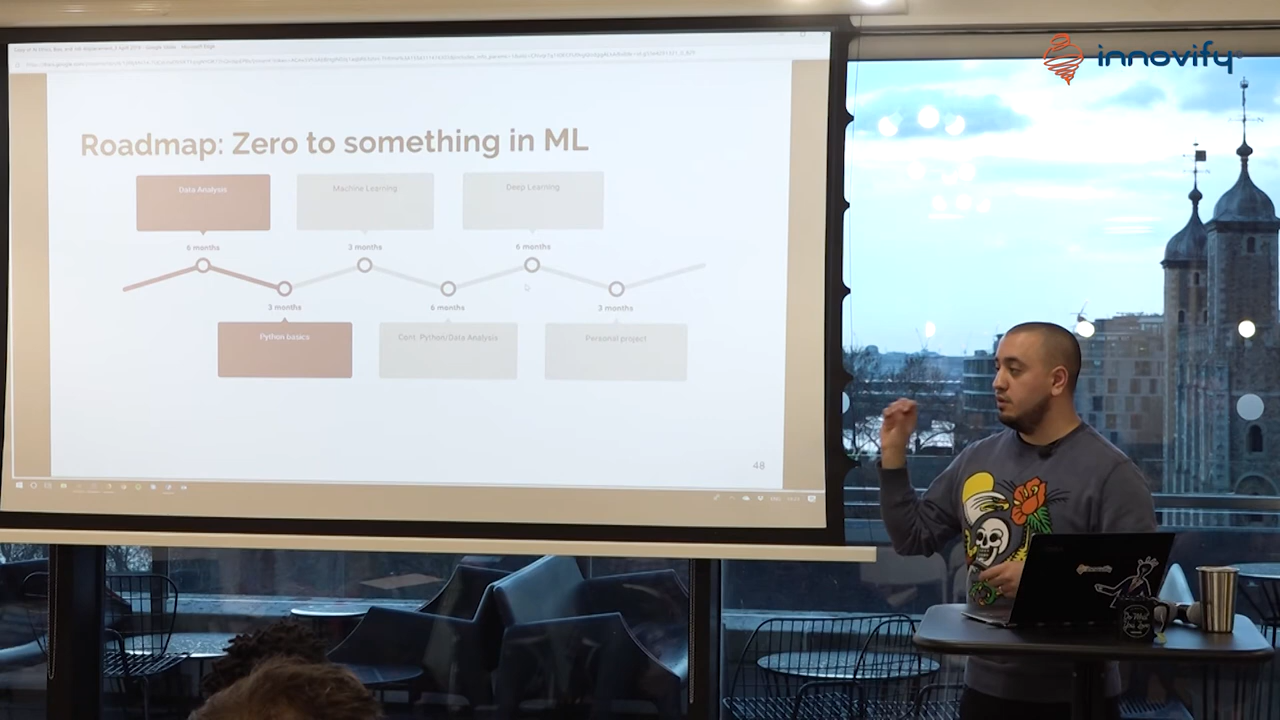 innovify
Roadmap: Zero to something in ML
Data Analysis
Machine Learning
Deep Learning
6 months
3 months
6 months
3 months
6 months
3 months
Python basics
Cont. Python/Data Analysis
Personal project
48